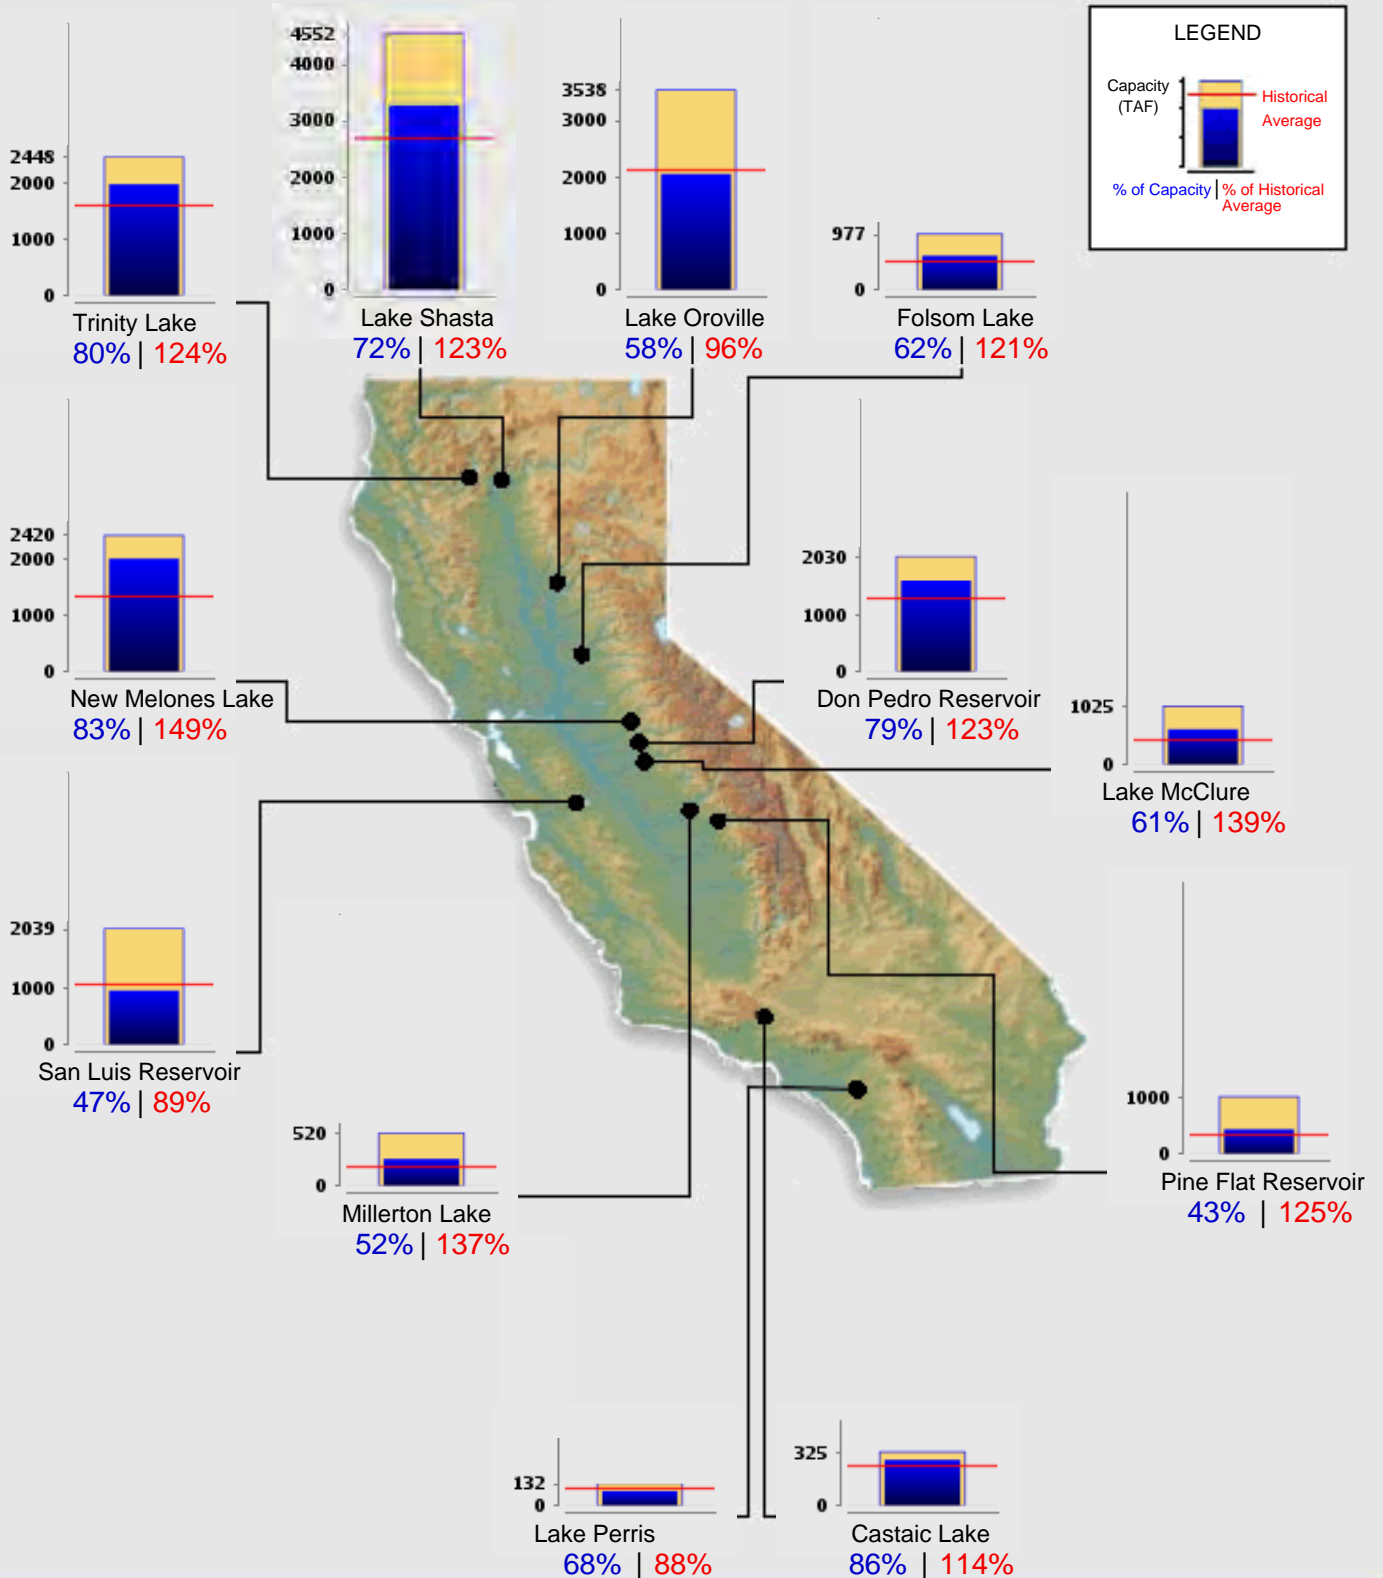 4552
4000
3000
2000
1000
0
Lake Shasta
72% | 123%
3538
3000
2000
1000
0
Lake Oroville
58% | 96%
977
0
Folsom Lake
62% | 121%
LEGEND
Capacity
(TAF)
Historical
Average
% of Capacity | % of Historical
Average
2448
2000
1000
0
Trinity Lake
80% | 124%
2420
2000
1000
0
New Melones Lake
83% | 149%
2030
1000
0
Don Pedro Reservoir
79% | 123%
1025
0
Lake McClure
61% | 139%
2039
1000
0
San Luis Reservoir
47% | 89%
520
0
Millerton Lake
52% | 137%
1000
0
Pine Flat Reservoir
43% | 125%
132
0
Lake Perris
68% | 88%
325
0
Castaic Lake
86% | 114%